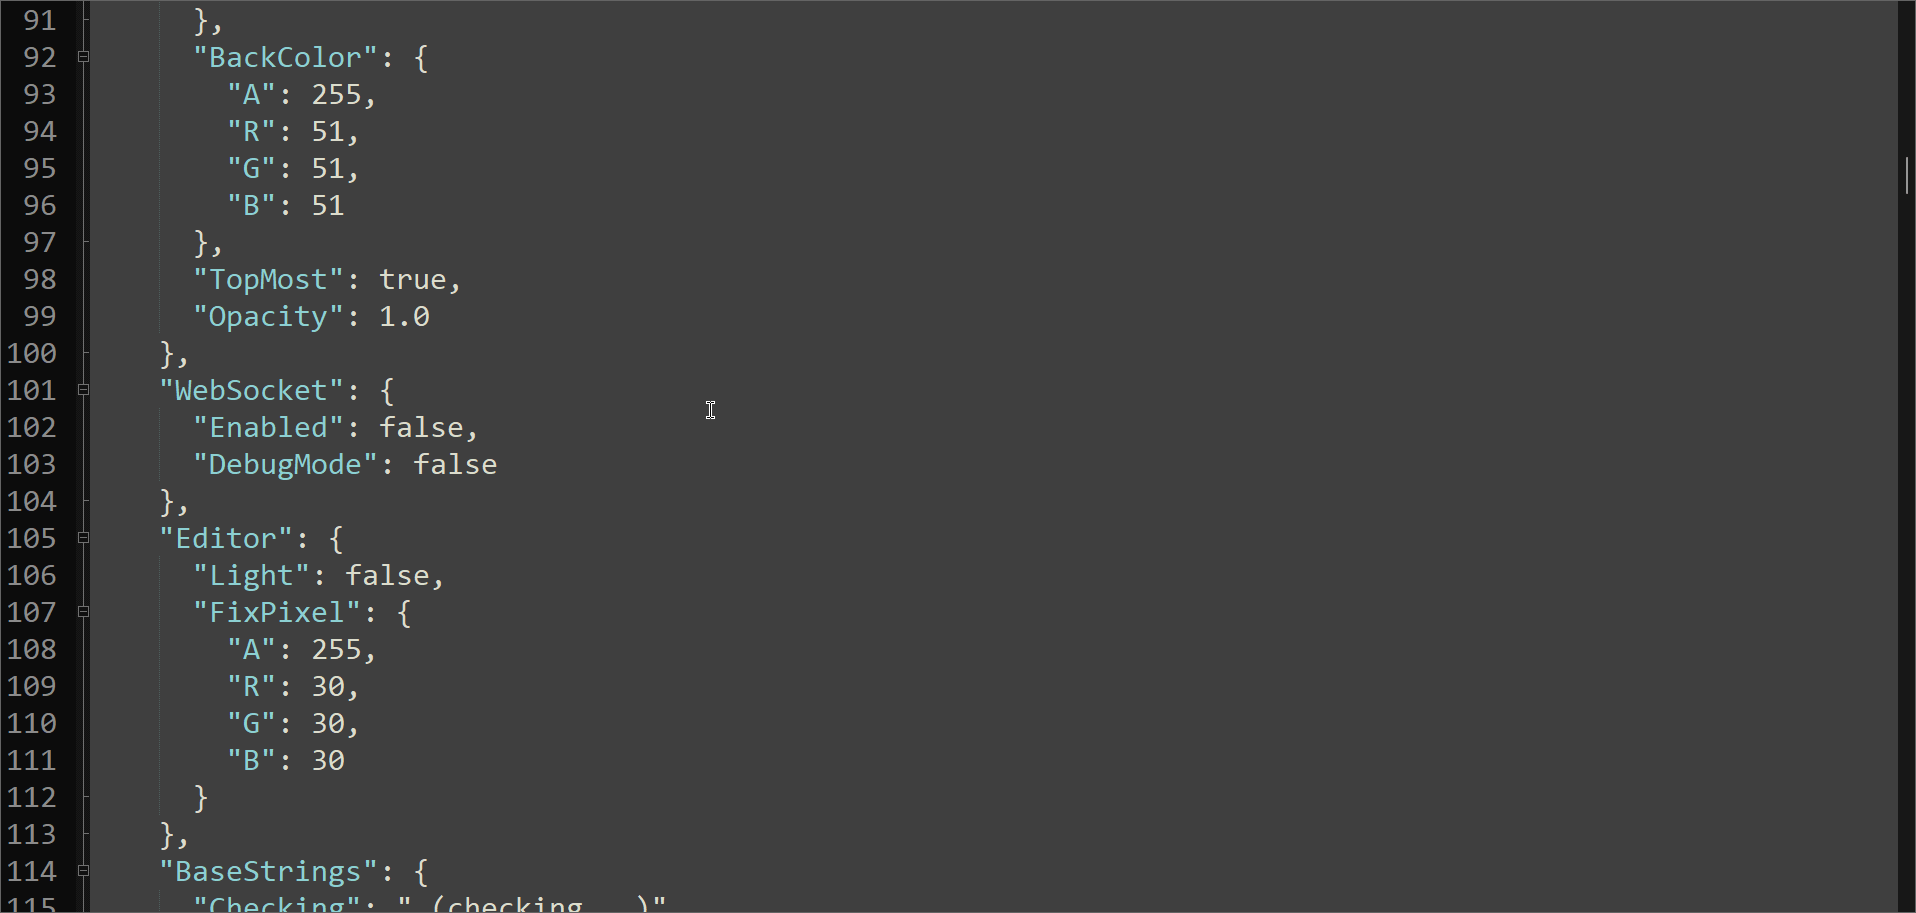 91 },
92 "BackColor": {
93 "A": 255,
94 "R": 51,
95 "G": 51,
96 "B": 51
97 },
98 "TopMost": true,
99 "Opacity": 1.0
100 },
101 "WebSocket": {
102 "Enabled": false,
103 "DebugMode": false
104 },
105 "Editor": {
106 "Light": false,
107 "FixPixel": {
108 "A": 255,
109 "R": 30,
110 "G": 30,
111 "B": 30
112 }
113 },
114 "BaseStrings": {
115 "Checking": " (checking...)"